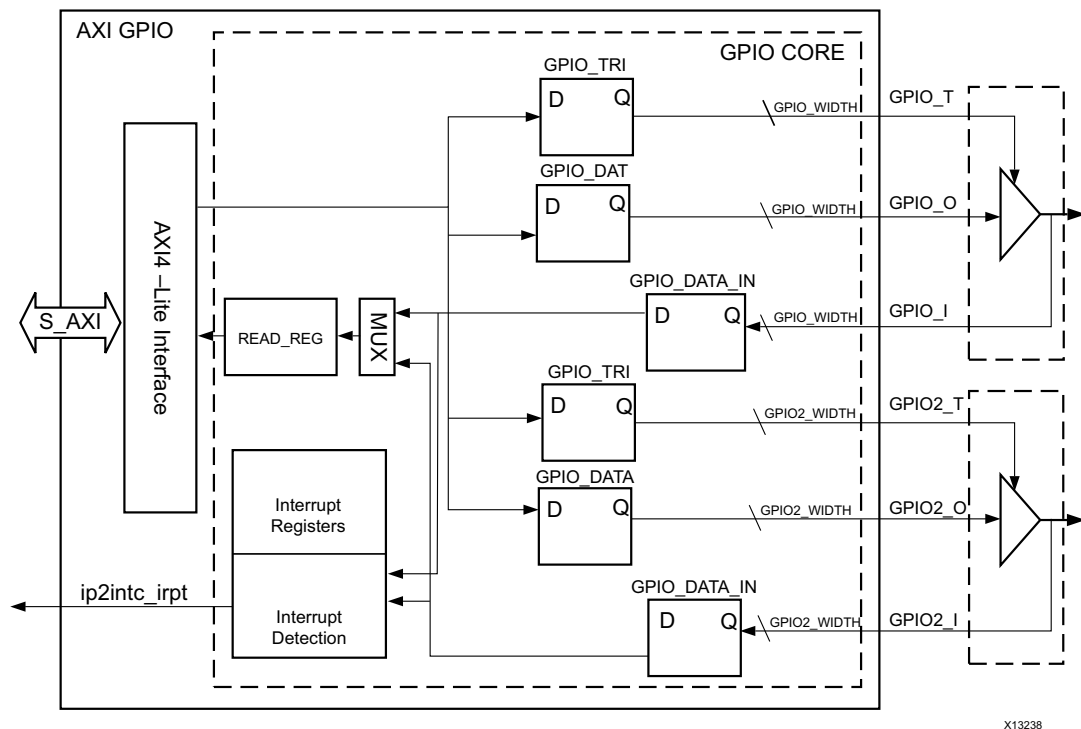 AXI GPIO
GPIO CORE
GPIO_TRI
D
Q
GPIO_WIDTH
GPIO_T
GPIO_DAT
D
Q
GPIO_WIDTH
GPIO_O
AXI4 –Lite Interface
S_AXI
READ_REG
MUX
GPIO_DATA_IN
D
Q
GPIO_WIDTH
GPIO_I
GPIO_TRI
D
Q
GPIO2_WIDTH
GPIO2_T
GPIO_DATA
D
Q
GPIO2_WIDTH
GPIO2_O
Interrupt
Registers
Interrupt
Detection
ip2intc_irpt
GPIO_DATA_IN
D
Q
GPIO2_WIDTH
GPIO2_I
X13238